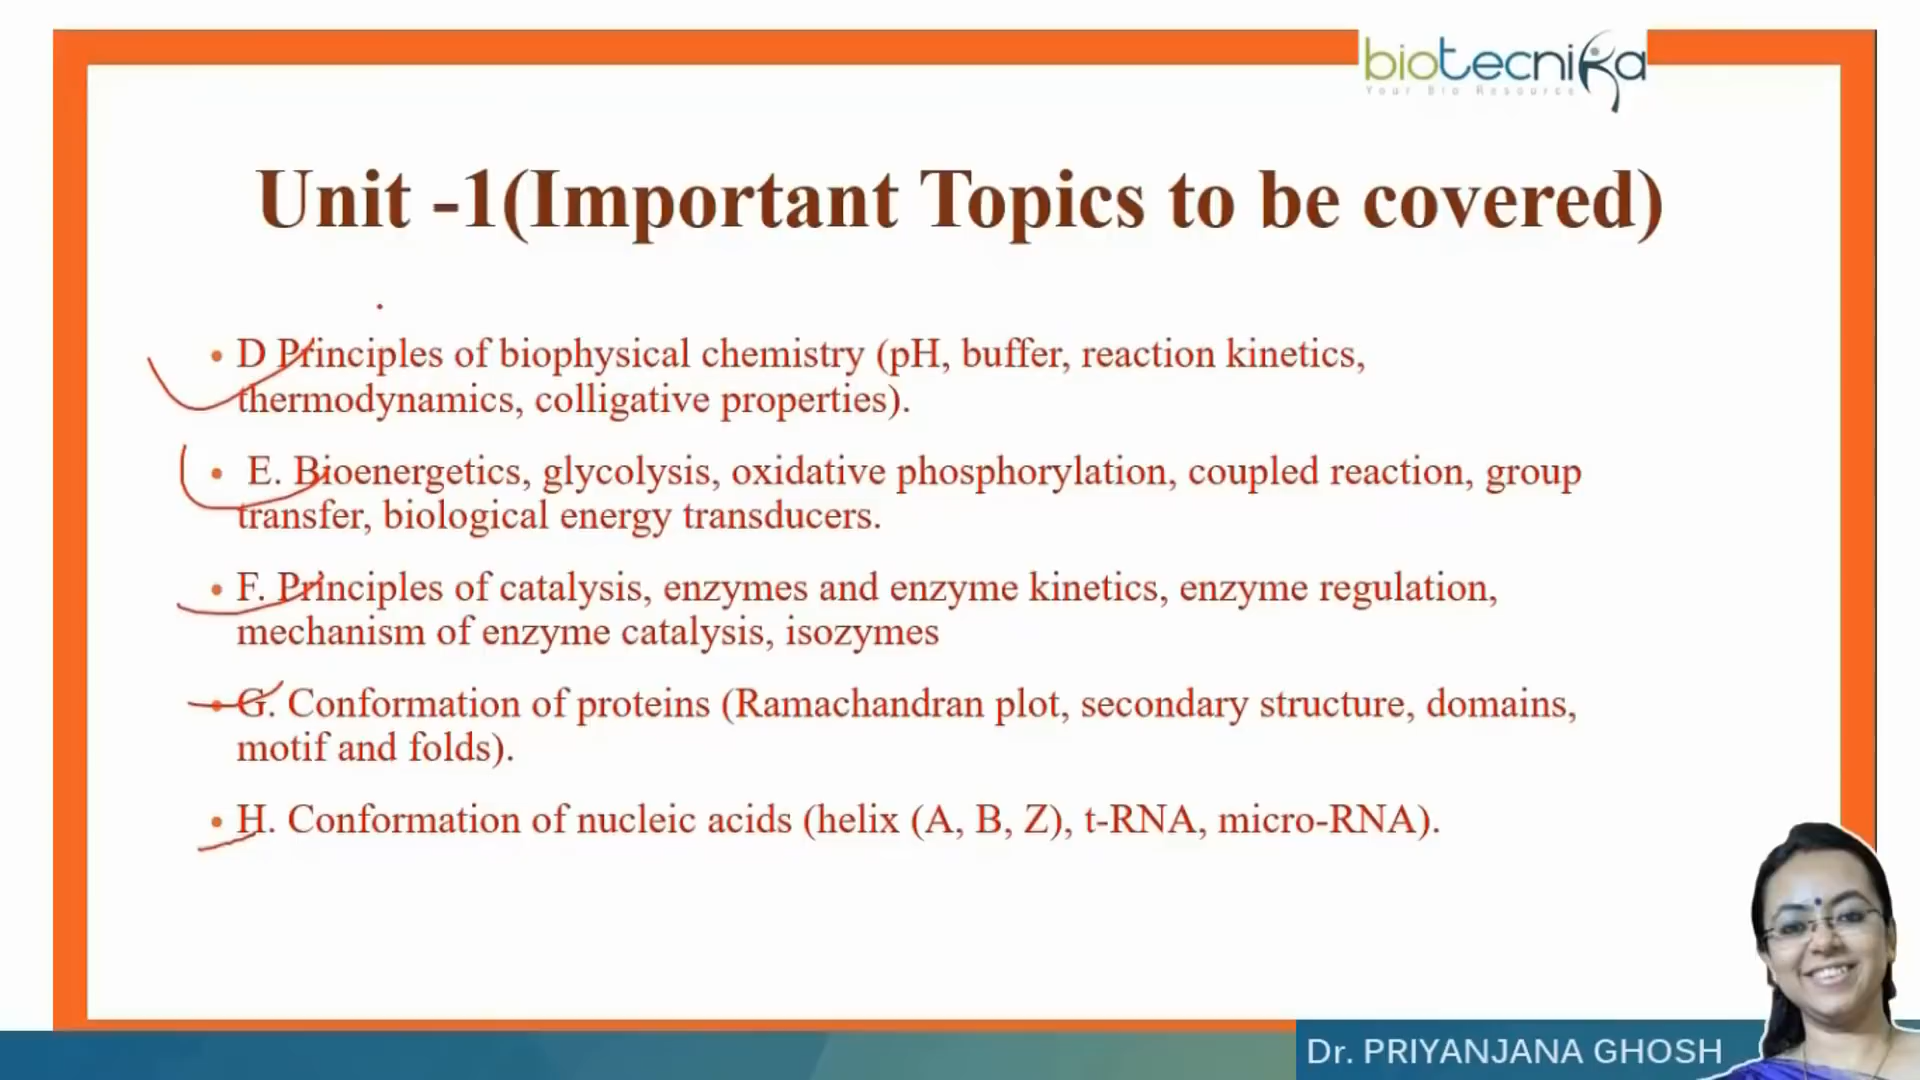 biotecnika
Your Bio Resource
Unit -1(Important Topics to be covered)
• D Principles of biophysical chemistry (pH, buffer, reaction kinetics,
thermodynamics, colligative properties).
• E. Bioenergetics, glycolysis, oxidative phosphorylation, coupled reaction, group
transfer, biological energy transducers.
• F. Principles of catalysis, enzymes and enzyme kinetics, enzyme regulation,
mechanism of enzyme catalysis, isozymes
• G. Conformation of proteins (Ramachandran plot, secondary structure, domains,
motif and folds).
• H. Conformation of nucleic acids (helix (A, B, Z), t-RNA, micro-RNA).
Dr. PRIYANJANA GHOSH